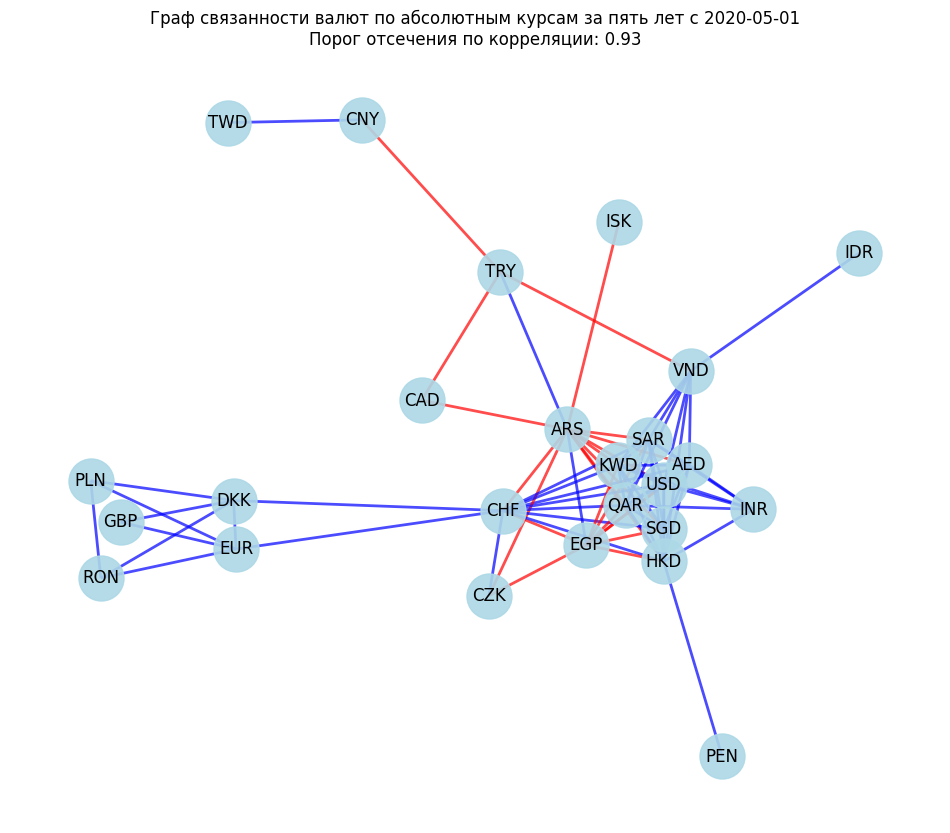 Граф связанности валют по абсолютным курсам за пять лет с 2020-05-01
Порог отсечения по корреляции: 0.93
TWD
CNY
ISK
IDR
TRY
VND
CAD
ARS
SAR
KWD
AED
USD
PLN
DKK
QAR
CHF
INR
GBP
SGD
EUR
EGP
HKD
RON
CZK
PEN